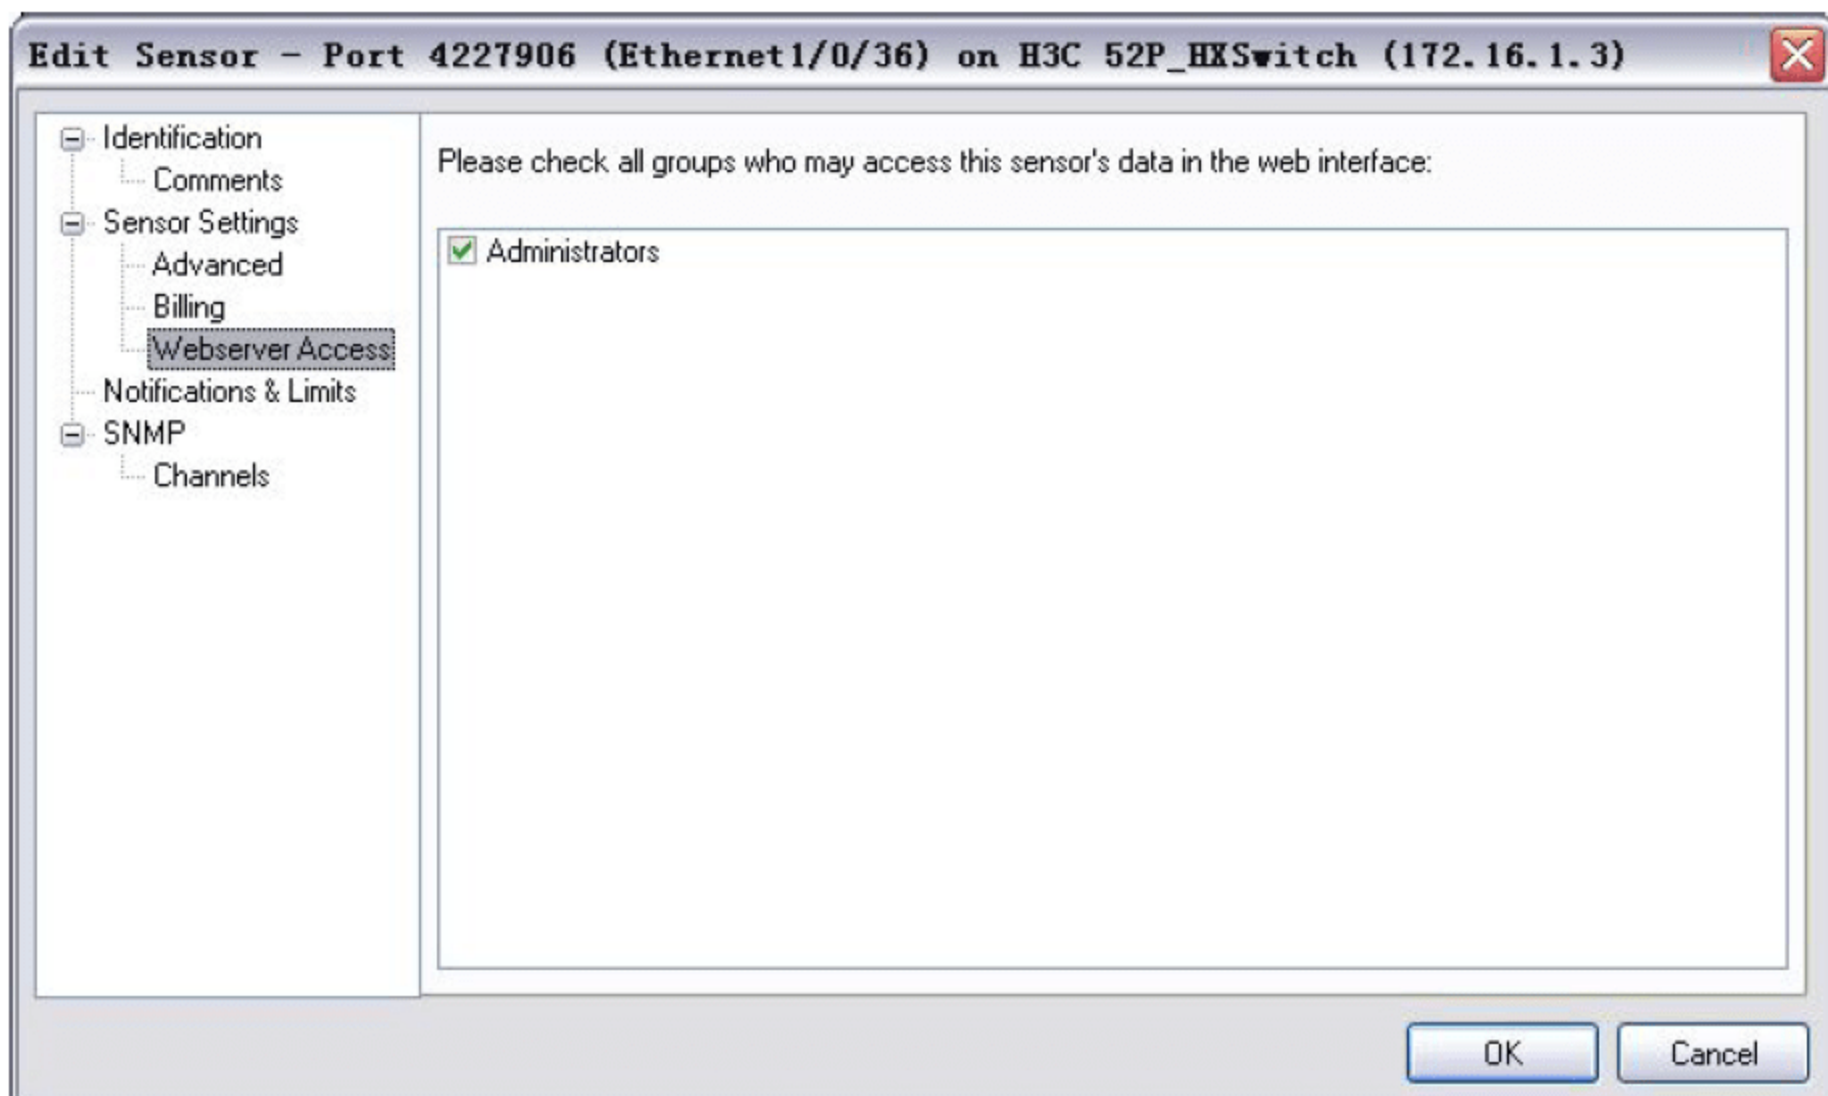 Edit Sensor - Port 4227906 (Ethernet1/0/36) on H3C 52P_HXSwitch (172.16.1.3)
Identification
Comments
Sensor Settings
Advanced
Billing
Webserver Access
Notifications & Limits
SNMP
Channels
Please check all groups who may access this sensor's data in the web interface:
Administrators
OK
Cancel